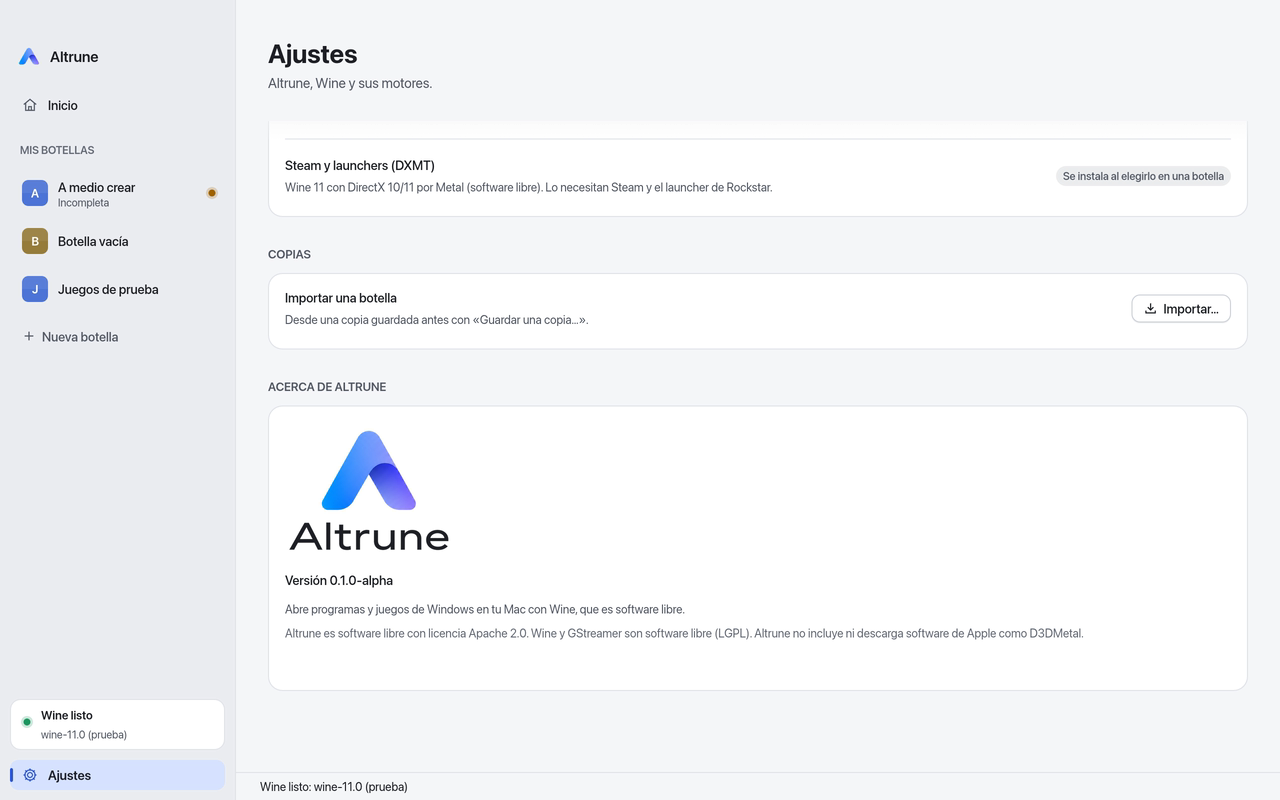 Altrune
Inicio
MIS BOTELLAS
A
A medio crear
Incompleta
B
Botella vacía
J
Juegos de prueba
Nueva botella
Wine listo
wine-11.0 (prueba)
Ajustes
Ajustes
Altrune, Wine y sus motores.
Steam y launchers (DXMT)
Wine 11 con DirectX 10/11 por Metal (software libre). Lo necesitan Steam y el launcher de Rockstar.
Se instala al elegirlo en una botella
COPIAS
Importar una botella
Desde una copia guardada antes con «Guardar una copia…».
Importar…
ACERCA DE ALTRUNE
Altrune
Versión 0.1.0-alpha
Abre programas y juegos de Windows en tu Mac con Wine, que es software libre.
Altrune es software libre con licencia Apache 2.0. Wine y GStreamer son software libre (LGPL). Altrune no incluye ni descarga software de Apple como D3DMetal.
Wine listo: wine-11.0 (prueba)